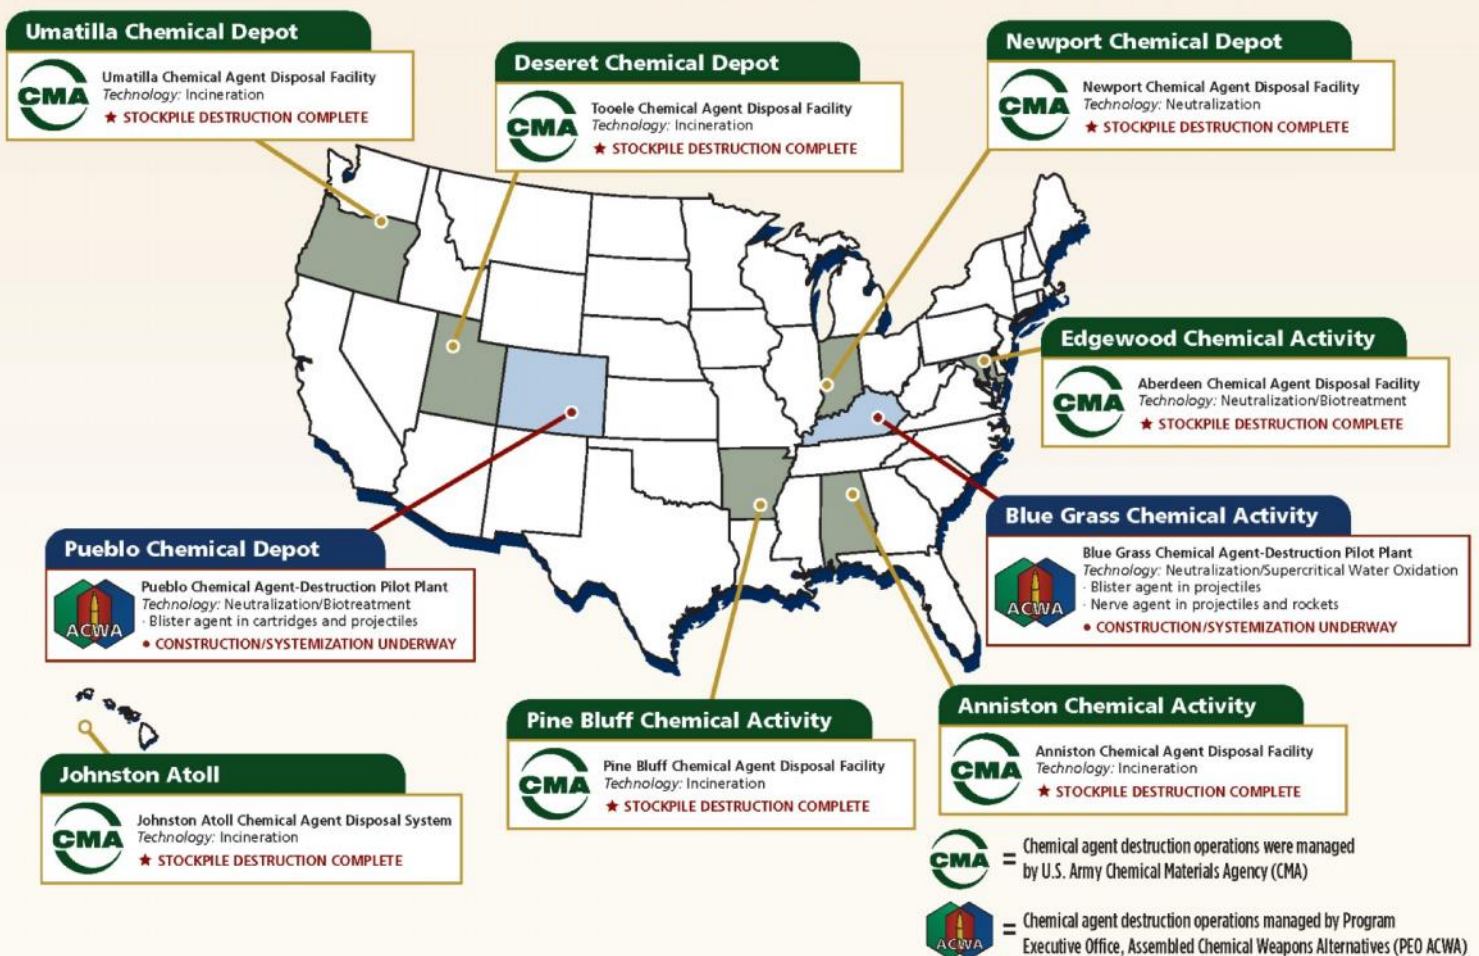 Umatilla Chemical Depot
CMA
Umatilla Chemical Agent Disposal Facility
Technology: Incineration
★ STOCKPILE DESTRUCTION COMPLETE
Deseret Chemical Depot
CMA
Tooele Chemical Agent Disposal Facility
Technology: Incineration
★ STOCKPILE DESTRUCTION COMPLETE
Newport Chemical Depot
CMA
Newport Chemical Agent Disposal Facility
Technology: Neutralization
★ STOCKPILE DESTRUCTION COMPLETE
Edgewood Chemical Activity
CMA
Aberdeen Chemical Agent Disposal Facility
Technology: Neutralization/Biotreatment
★ STOCKPILE DESTRUCTION COMPLETE
Pueblo Chemical Depot
ACWA
Pueblo Chemical Agent-Destruction Pilot Plant
Technology: Neutralization/Biotreatment
· Blister agent in cartridges and projectiles
• CONSTRUCTION/SYSTEMIZATION UNDERWAY
Blue Grass Chemical Activity
ACWA
Blue Grass Chemical Agent-Destruction Pilot Plant
Technology: Neutralization/Supercritical Water Oxidation
· Blister agent in projectiles
· Nerve agent in projectiles and rockets
• CONSTRUCTION/SYSTEMIZATION UNDERWAY
Johnston Atoll
CMA
Johnston Atoll Chemical Agent Disposal System
Technology: Incineration
★ STOCKPILE DESTRUCTION COMPLETE
Pine Bluff Chemical Activity
CMA
Pine Bluff Chemical Agent Disposal Facility
Technology: Incineration
★ STOCKPILE DESTRUCTION COMPLETE
Anniston Chemical Activity
CMA
Anniston Chemical Agent Disposal Facility
Technology: Incineration
★ STOCKPILE DESTRUCTION COMPLETE
CMA = Chemical agent destruction operations were managed
by U.S. Army Chemical Materials Agency (CMA)
ACWA = Chemical agent destruction operations managed by Program
Executive Office, Assembled Chemical Weapons Alternatives (PEO ACWA)